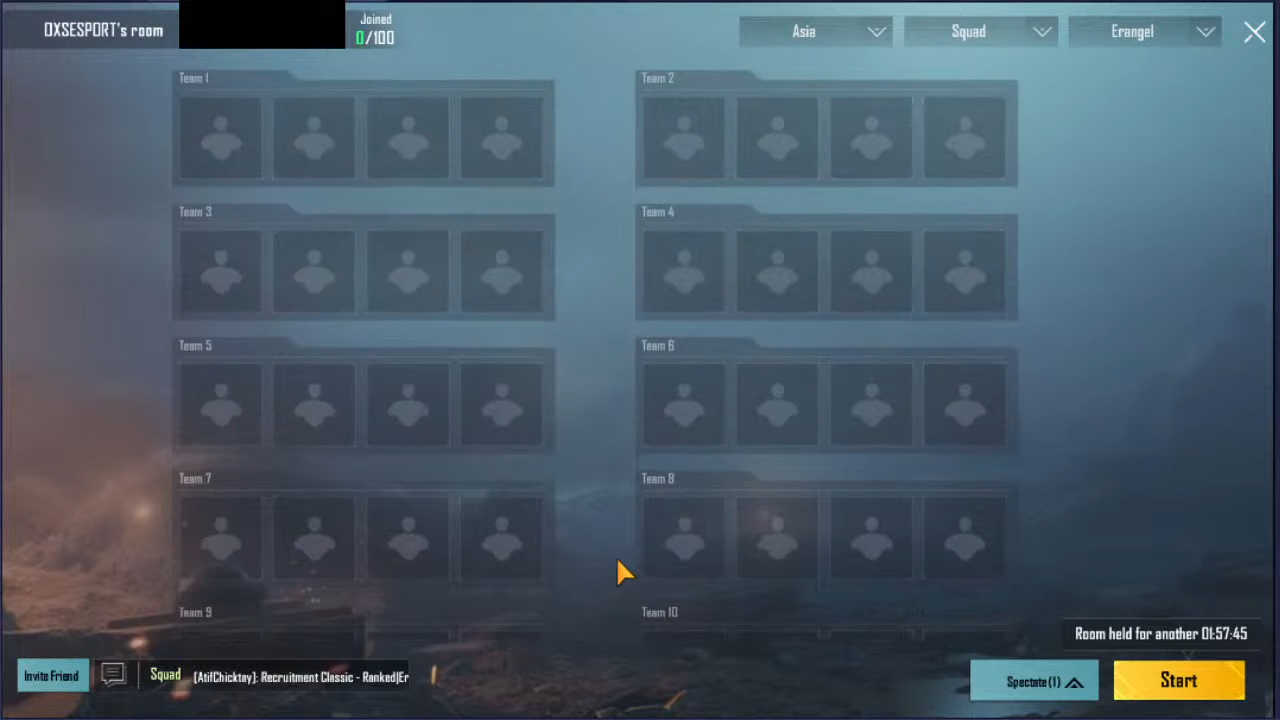 OXSESPORT's room
Joined
0/100
Asia
Squad
Erangel
Team 1
Team 2
Team 3
Team 4
Team 5
Team 6
Team 7
Team 8
Team 9
Team 10
Room held for another 01:57:45
Invite Friend
Squad
[AtifChicktay]: Recruitment Classic - Ranked|Er
Spectate(1)
Start